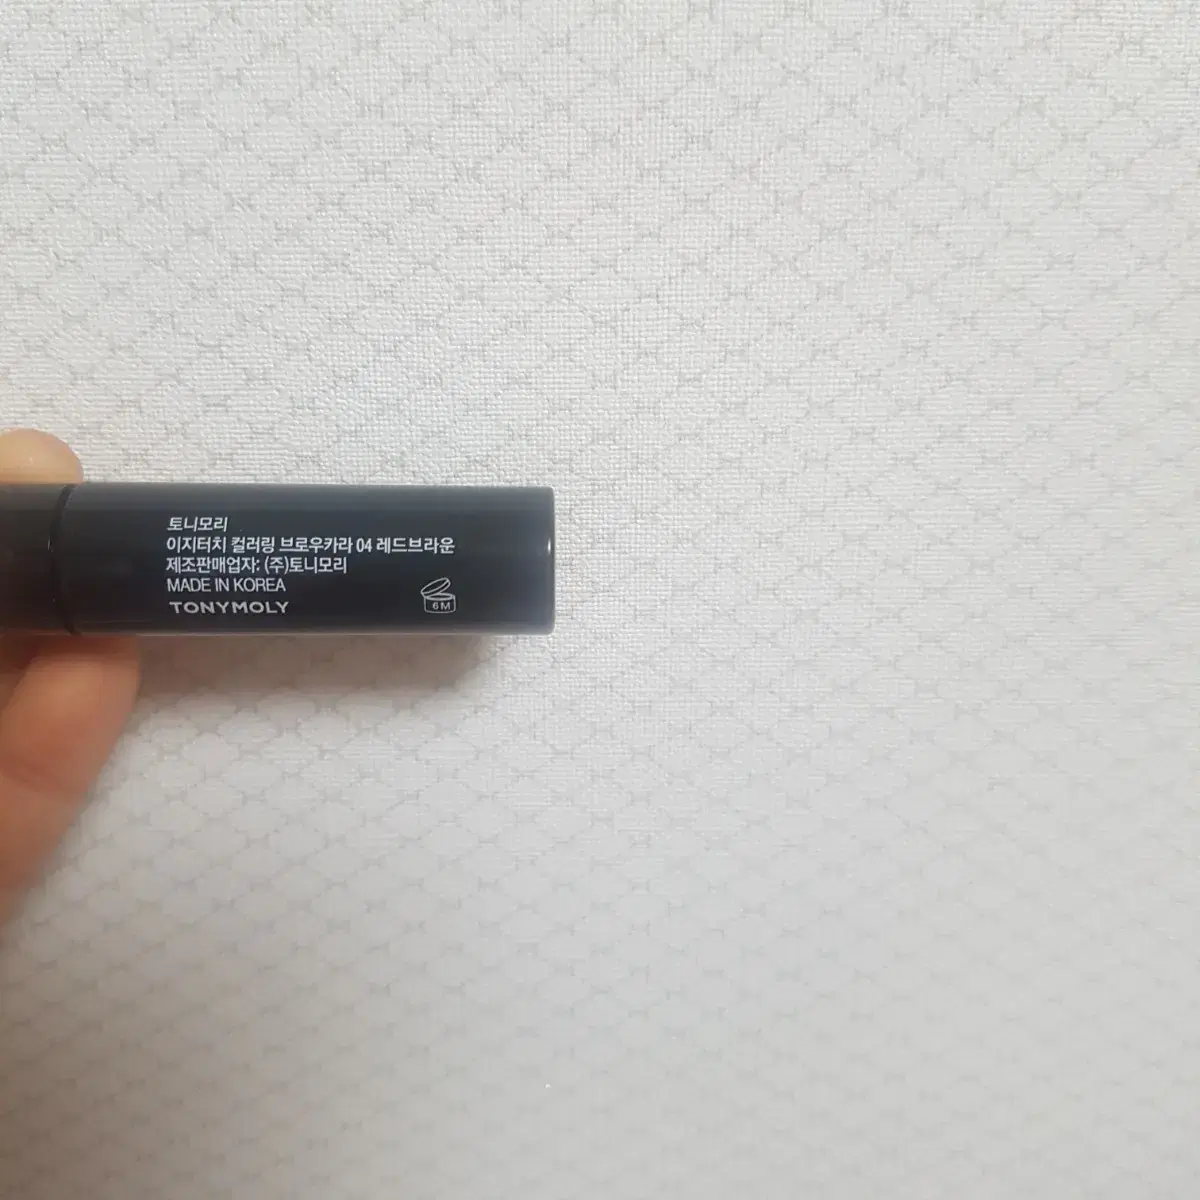 토니모리
이지터치 컬러링 브로우카라 04 레드브라운
제조판매업자: (주)토니모리
MADE IN KOREA
TONYMOLY
6M